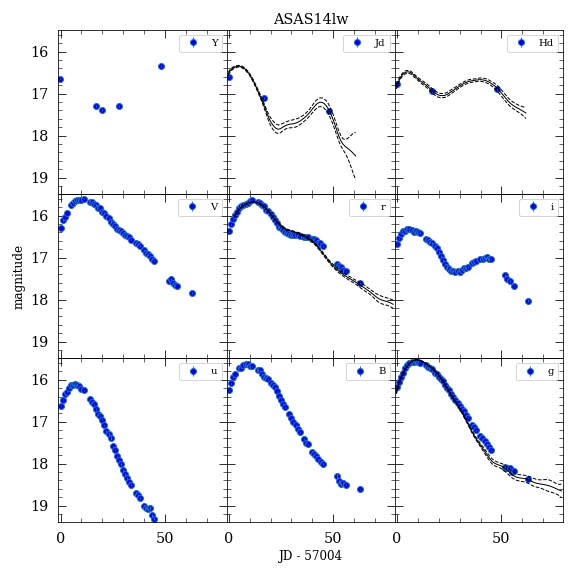 ASAS14lw
Y
Jd
Hd
16
17
18
19
V
r
i
16
17
18
19
magnitude
u
B
g
16
17
18
19
0 50 0 50 0 50
JD - 57004